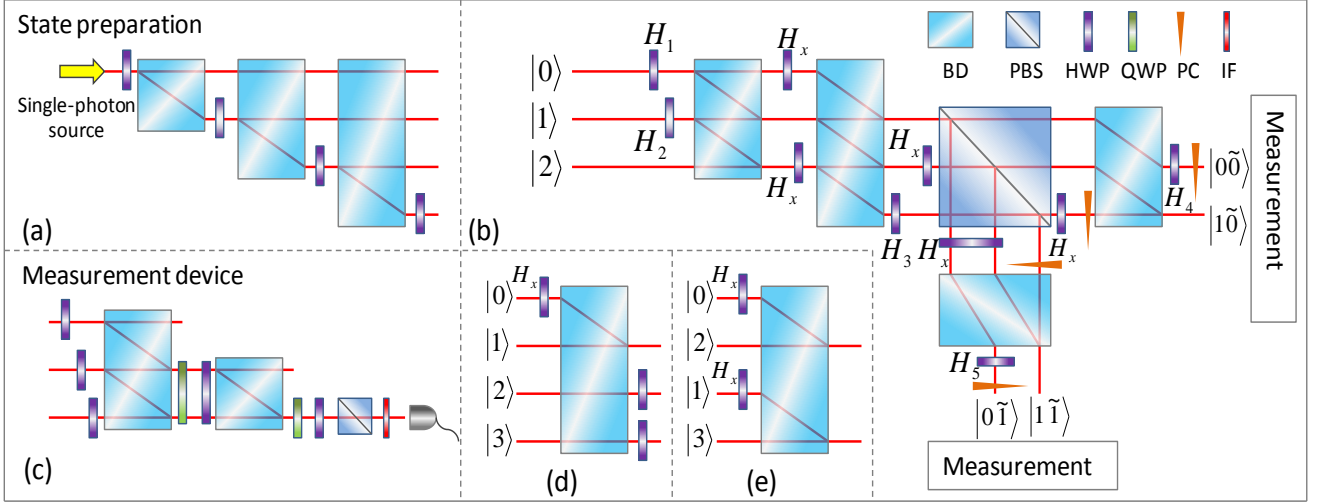 State preparation
Single-photon
source
(a)
H₁
Hₓ
|0⟩
|1⟩
H₂
|2⟩
Hₓ
(b)
H₃
Hₓ
Hₓ
Hₓ
H₄
|00̃⟩
|10̃⟩
H₅
|01̃⟩
|11̃⟩
BD
PBS
HWP
QWP
PC
IF
Measurement
Measurement
Measurement device
(c)
Hₓ
|0⟩
|1⟩
|2⟩
|3⟩
(d)
Hₓ
|0⟩
|2⟩
Hₓ
|1⟩
|3⟩
(e)